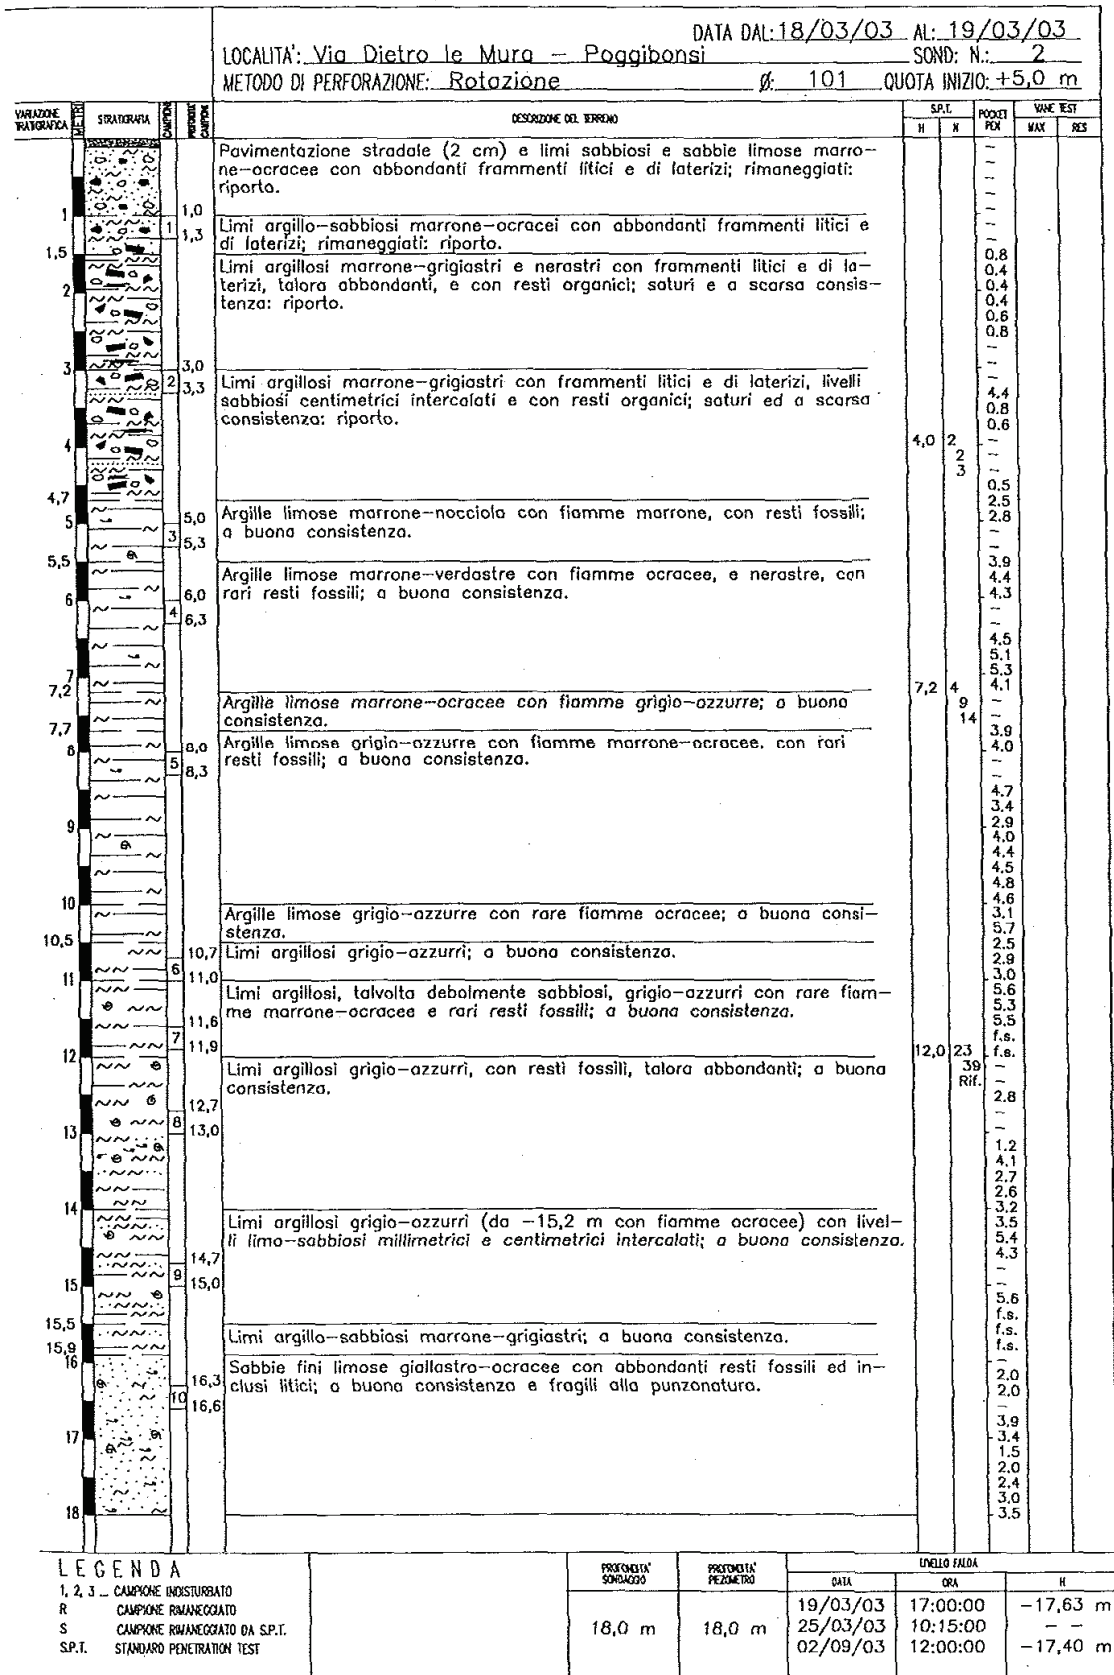 DATA DAL: 18/03/03 AL: 19/03/03
LOCALITA': Via Dietro le Mura – Poggibonsi SOND: N.: 2
METODO DI PERFORAZIONE: Rotazione Ø: 101 QUOTA INIZIO: +5,0 m
VARIAZIONE STRATIGRAFICA METRI STRATIGRAFIA CAMPIONE PROFONDITA' CAMPIONE DESCRIZIONE DEL TERRENO S.P.T. POCKET PEN VANE TEST
H N MAX RES
Pavimentazione stradale (2 cm) e limi sabbiosi e sabbie limose marro–
ne–ocracee con abbondanti frammenti litici e di laterizi; rimaneggiati:
riporto.
1 1,0
1 Limi argillo–sabbiosi marrone–ocracei con abbondanti frammenti litici e
1,3 di laterizi; rimaneggiati: riporto.
1,5 0.8
Limi argillosi marrone–grigiastri e nerastri con frammenti litici e di la– 0.4
terizi, talora abbondanti, e con resti organici; saturi e a scarsa consis– 0.4
2 tenza: riporto. 0.4
0.6
0.8
3 3,0
2 3,3 Limi argillosi marrone–grigiastri con frammenti litici e di laterizi, livelli
sabbiosi centimetrici intercalati e con resti organici; saturi ed a scarsa 4.4
consistenza: riporto. 0.8
0.6
4 4,0 2
2
3
0.5
4,7 2.5
5 5,0 Argille limose marrone–nocciola con fiamme marrone, con resti fossili; 2.8
3 5,3 a buona consistenza.
5,5 3.9
Argille limose marrone–verdastre con fiamme ocracee, e nerastre, con 4.4
6 6,0 rari resti fossili; a buona consistenza. 4.3
4 6,3
4.5
5.1
7 5.3
7,2 7,2 4 4.1
Argille limose marrone–ocracee con fiamme grigio–azzurre; a buona 9
consistenza. 14
7,7 3.9
8 8,0 Argille limose grigio–azzurre con fiamme marrone–ocracee. con rari 4.0
5 8,3 resti fossili; a buona consistenza.
4.7
3.4
9 2.9
4.0
4.4
4.5
4.8
10 4.6
Argille limose grigio–azzurre con rare fiamme ocracee; a buona consi– 3.1
stenza. 5.7
10,5 2.5
10,7 Limi argillosi grigio–azzurri; a buona consistenza. 2.9
11 6 11,0 3.0
Limi argillosi, talvolta debolmente sabbiosi, grigio–azzurri con rare fiam– 5.6
me marrone–ocracee e rari resti fossili; a buona consistenza. 5.3
11,6 5.5
7 11,9 f.s.
12 12,0 23 f.s.
Limi argillosi grigio–azzurri, con resti fossili, talora abbondanti; a buona 39
consistenza. Rif.
12,7 2.8
8
13 13,0
1.2
4.1
2.7
2.6
14 3.2
Limi argillosi grigio–azzurri (da –15,2 m con fiamme ocracee) con livel– 3.5
li limo–sabbiosi millimetrici e centimetrici intercalati; a buona consistenza. 5.4
14,7 4.3
9
15 15,0
5.6
f.s.
15,5 f.s.
Limi argillo–sabbiosi marrone–grigiastri; a buona consistenza. f.s.
15,9
16 Sabbie fini limose giallastro–ocracee con abbondanti resti fossili ed in– 2.0
16,3 clusi litici; a buona consistenza e fragili alla punzonatura. 2.0
10 16,6
3.9
17 3.4
1.5
2.0
2.4
3.0
18 3.5
LEGENDA
1, 2, 3 ... CAMPIONE INDISTURBATO
R CAMPIONE RIMANEGGIATO
S CAMPIONE RIMANEGGIATO DA S.P.T.
S.P.T. STANDARD PENETRATION TEST
PROFONDITA' SONDAGGIO PROFONDITA' PIEZOMETRO LIVELLO FALDA
DATA ORA H
19/03/03 17:00:00 –17,63 m
18,0 m 18,0 m 25/03/03 10:15:00 – –
02/09/03 12:00:00 –17,40 m